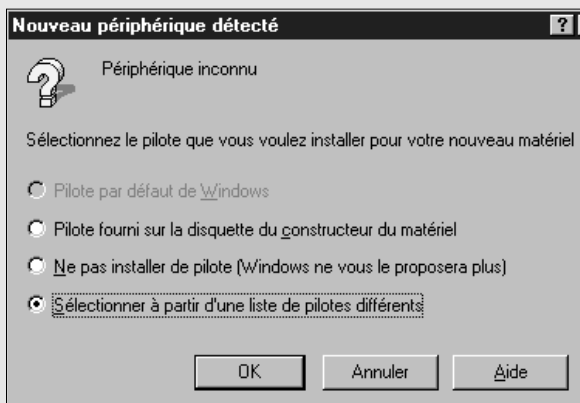 Nouveau périphérique détecté
Périphérique inconnu
Sélectionnez le pilote que vous voulez installer pour votre nouveau matériel
Pilote par défaut de Windows
Pilote fourni sur la disquette du constructeur du matériel
Ne pas installer de pilote (Windows ne vous le proposera plus)
Sélectionner à partir d'une liste de pilotes différents
OK Annuler Aide